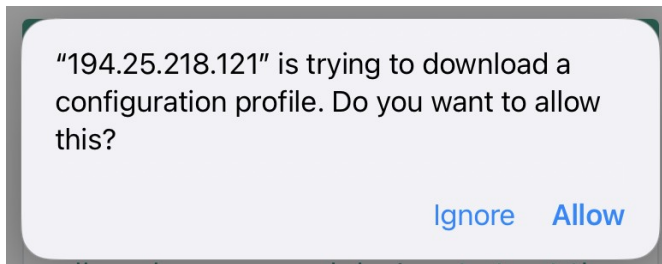 “194.25.218.121” is trying to download a
configuration profile. Do you want to allow
this?
Ignore Allow